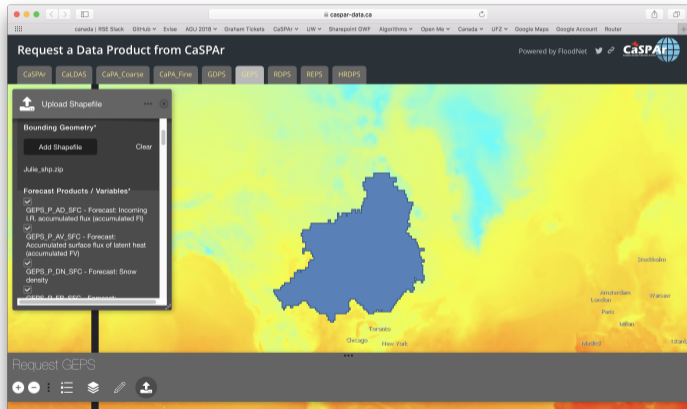 caspar-data.ca
canada | RSE Slack GitHub Evise AGU 2018 Graham Tickets CaSPAr UW Sharepoint GWF Algorithms Open Me Canada UFZ Google Maps Google Account Router
Request a Data Product from CaSPAr
Powered by FloodNet
CaSPAr
CaSPAr CaLDAS CaPA_Coarse CaPA_Fine GDPS GEPS RDPS REPS HRDPS
Upload Shapefile
Bounding Geometry*
Add Shapefile Clear
Julie_shp.zip
Forecast Products / Variables*
GEPS_P_AD_SFC - Forecast: Incoming
I.R. accumulated flux (accumulated FI)
GEPS_P_AV_SFC - Forecast:
Accumulated surface flux of latent heat
(accumulated FV)
GEPS_P_DN_SFC - Forecast: Snow
density
Stockholm
Amsterdam
London
Warsaw
Paris
Milan
Madrid
Toronto
Chicago
New York
Request GEPS